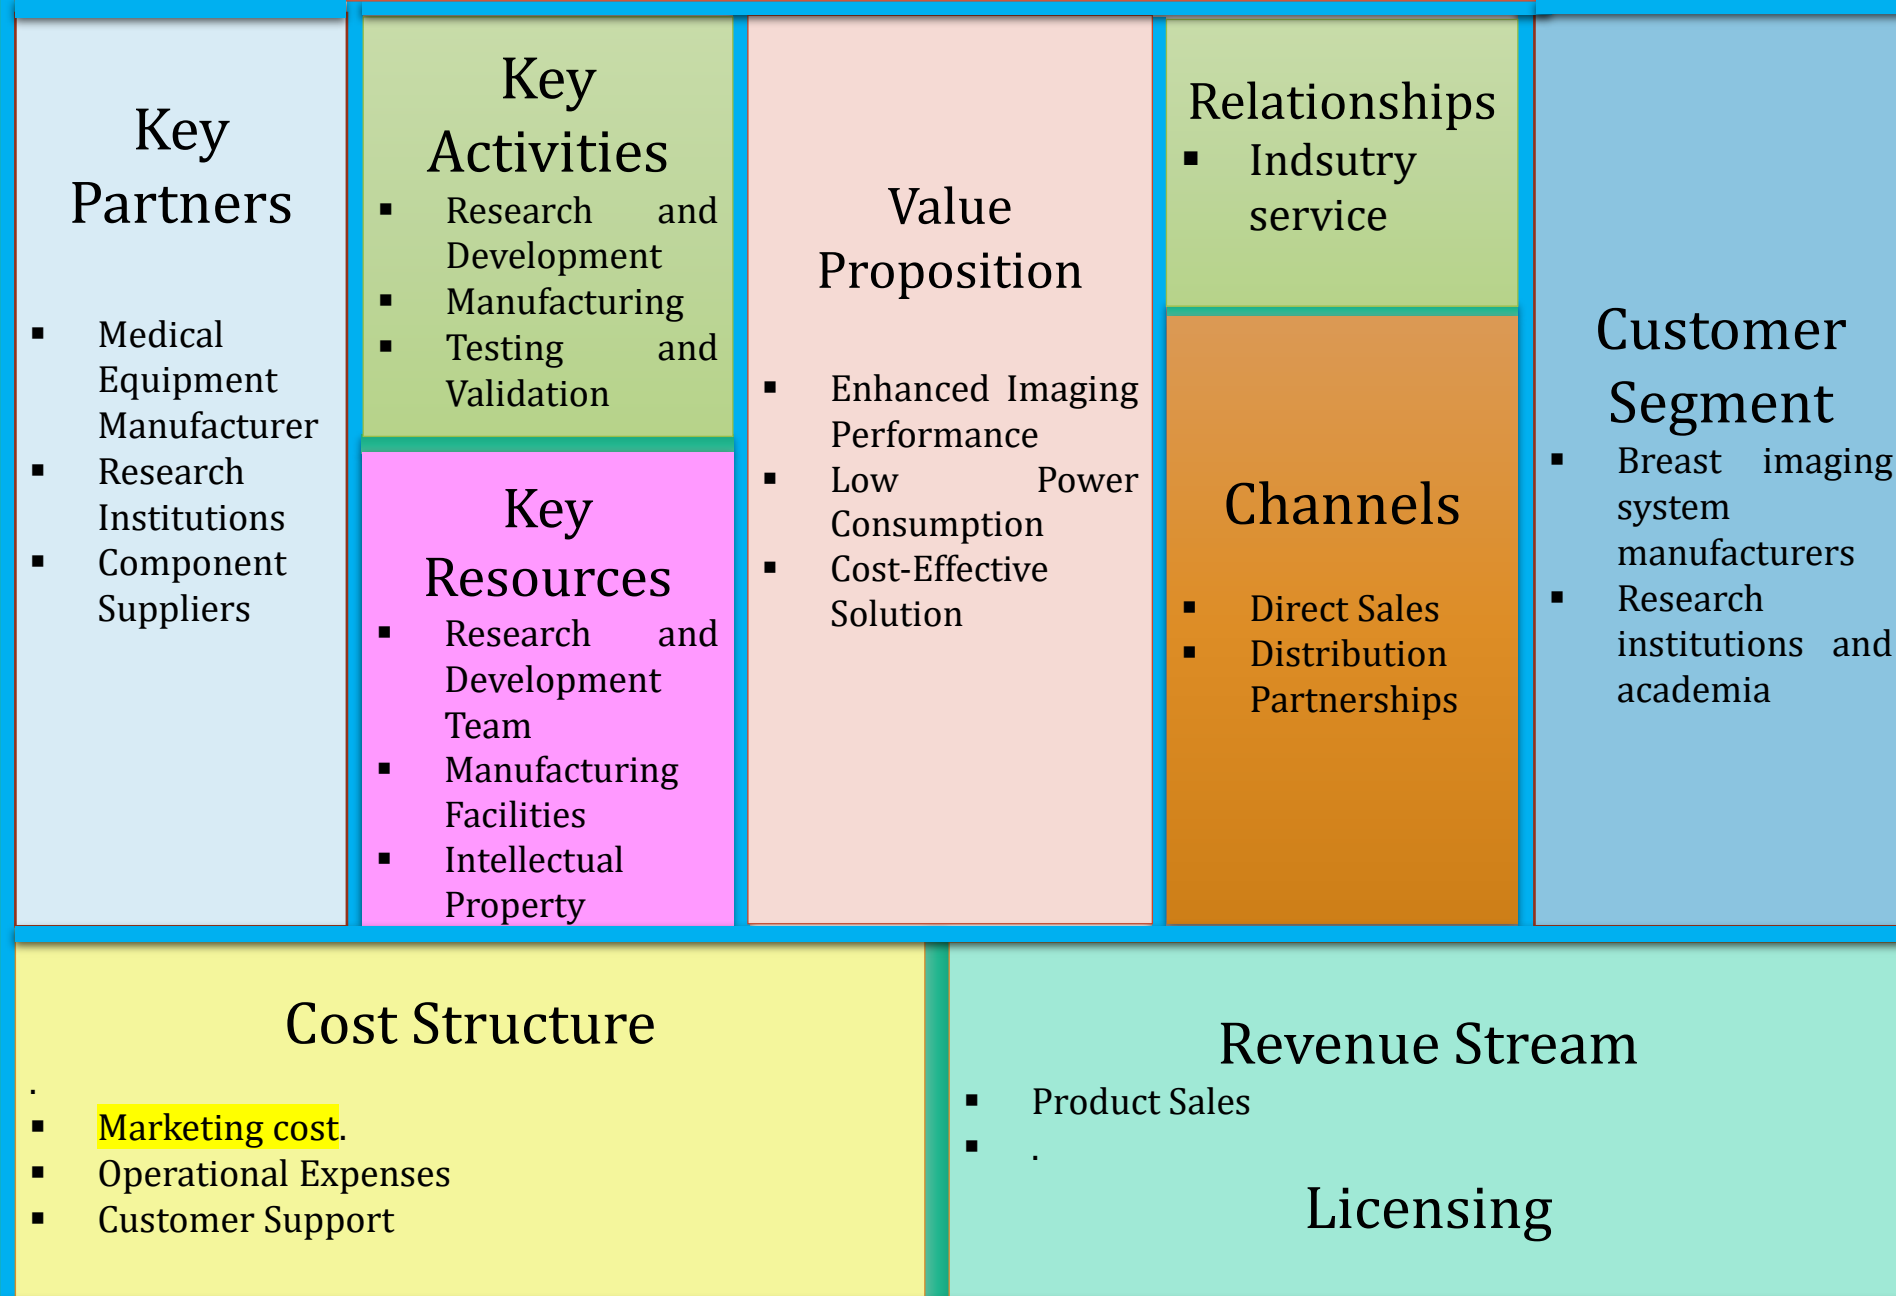 Key
Partners
▪ Medical
Equipment
Manufacturer
▪ Research
Institutions
▪ Component
Suppliers
Key
Activities
▪ Research and
Development
▪ Manufacturing
▪ Testing and
Validation
Key
Resources
▪ Research and
Development
Team
▪ Manufacturing
Facilities
▪ Intellectual
Property
Value
Proposition
▪ Enhanced Imaging
Performance
▪ Low Power
Consumption
▪ Cost-Effective
Solution
Relationships
▪ Indsutry
service
Channels
▪ Direct Sales
▪ Distribution
Partnerships
Customer
Segment
▪ Breast imaging
system
manufacturers
▪ Research
institutions and
academia
Cost Structure
.
▪ Marketing cost.
▪ Operational Expenses
▪ Customer Support
Revenue Stream
▪ Product Sales
▪ .
Licensing